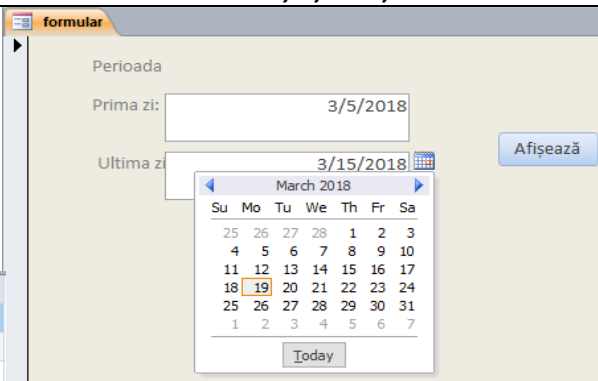 formular
Perioada
Prima zi: 3/5/2018
Afișează
Ultima zi 3/15/2018
March 2018
Su Mo Tu We Th Fr Sa
25 26 27 28 1 2 3
4 5 6 7 8 9 10
11 12 13 14 15 16 17
18 19 20 21 22 23 24
25 26 27 28 29 30 31
1 2 3 4 5 6 7
Today